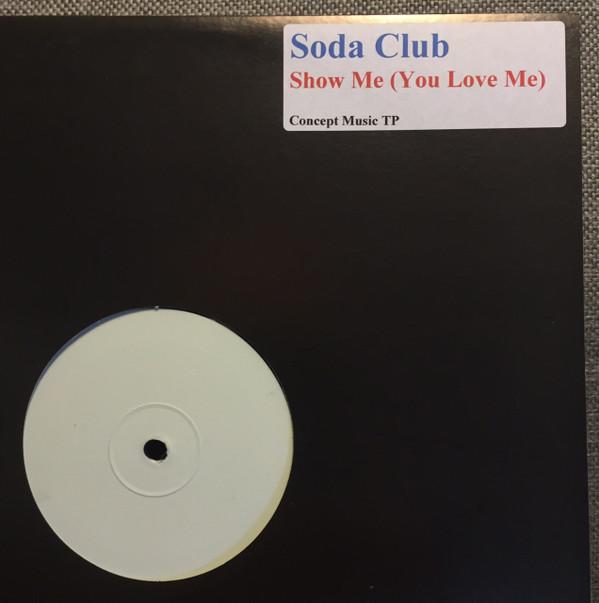 Soda Club
Show Me (You Love Me)
Concept Music TP